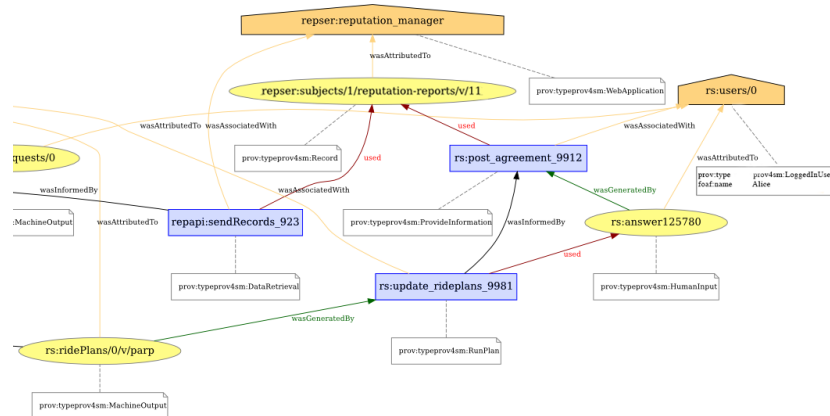 repser:reputation_manager
wasAttributedTo
repser:subjects/1/reputation-reports/v/11
prov:typeprov4sm:WebApplication
rs:users/0
wasAttributedTo
wasAssociatedWith
used
used
wasAssociatedWith
quests/0
prov:typeprov4sm:Record
rs:post_agreement_9912
wasAttributedTo
prov:type prov4sm:LoggedInUse
foaf:name Alice
wasInformedBy
wasAssociatedWith
wasGeneratedBy
:MachineOutput
wasAttributedTo
repapi:sendRecords_923
prov:typeprov4sm:ProvideInformation
wasInformedBy
rs:answer125780
used
prov:typeprov4sm:DataRetrieval
rs:update_rideplans_9981
prov:typeprov4sm:HumanInput
wasGeneratedBy
rs:ridePlans/0/v/parp
prov:typeprov4sm:RunPlan
prov:typeprov4sm:MachineOutput